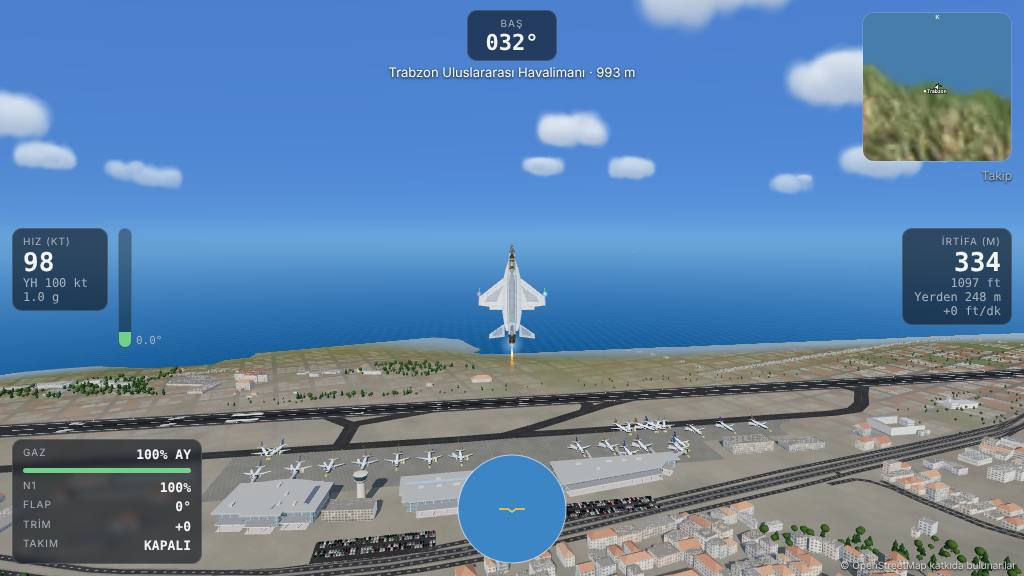 BAŞ
032°
Trabzon Uluslararası Havalimanı · 993 m
K
Trabzon
Takip
HIZ (KT)
98
YH 100 kt
1.0 g
0.0°
İRTİFA (M)
334
1097 ft
Yerden 248 m
+0 ft/dk
GAZ 100% AY
N1 100%
FLAP 0°
TRİM +0
TAKIM KAPALI
© OpenStreetMap katkıda bulunanlar